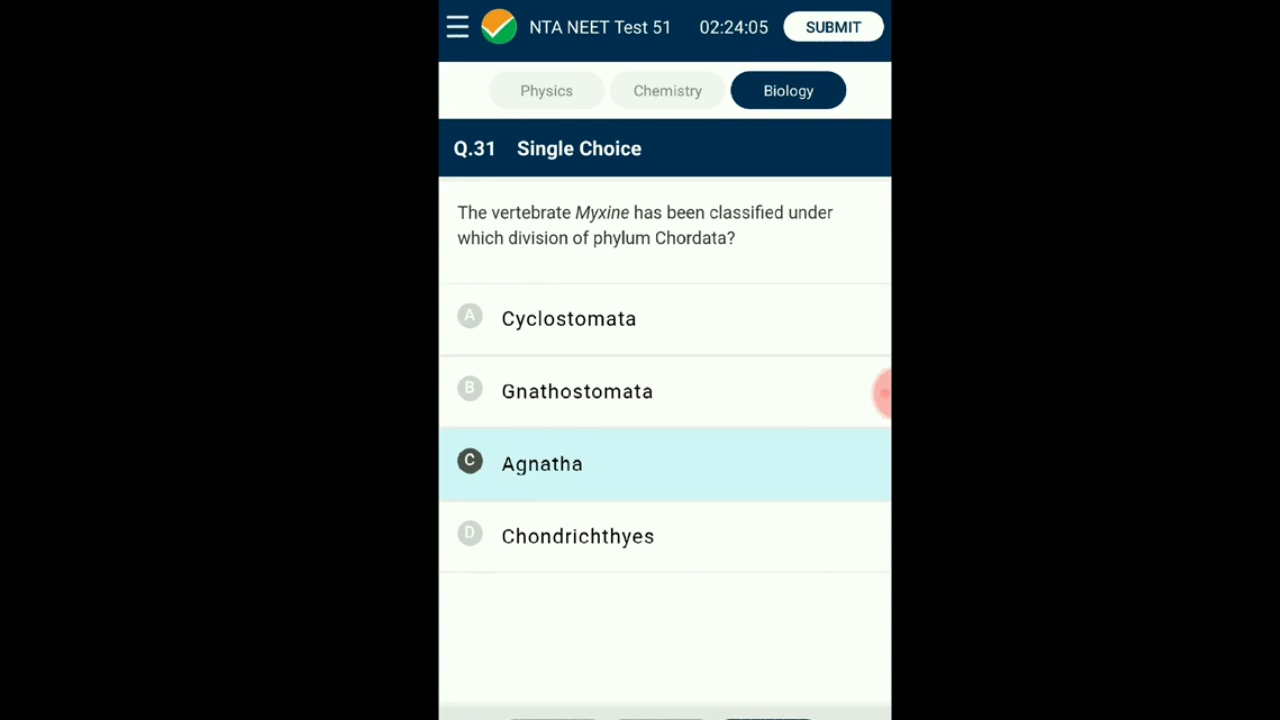 NTA NEET Test 51 02:24:05 SUBMIT
Physics Chemistry Biology
Q.31 Single Choice
The vertebrate Myxine has been classified under
which division of phylum Chordata?
A Cyclostomata
B Gnathostomata
C Agnatha
D Chondrichthyes